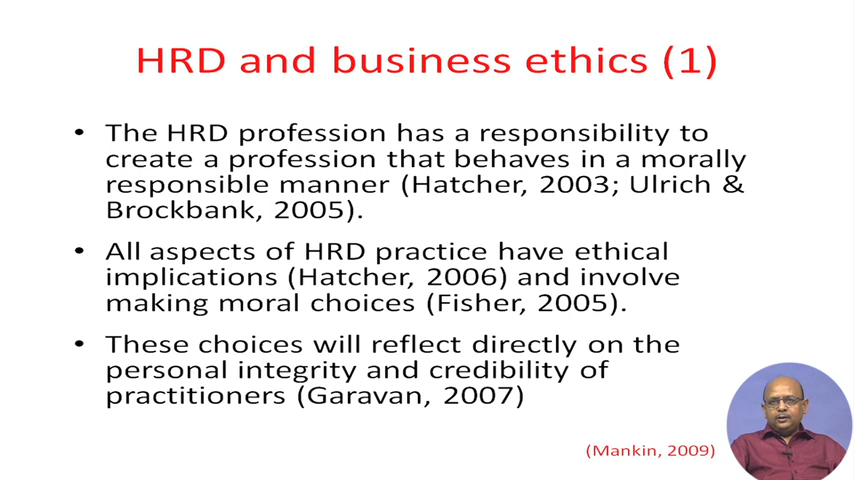 HRD and business ethics (1)
• The HRD profession has a responsibility to
create a profession that behaves in a morally
responsible manner (Hatcher, 2003; Ulrich &
Brockbank, 2005).
• All aspects of HRD practice have ethical
implications (Hatcher, 2006) and involve
making moral choices (Fisher, 2005).
• These choices will reflect directly on the
personal integrity and credibility of
practitioners (Garavan, 2007)
(Mankin, 2009)